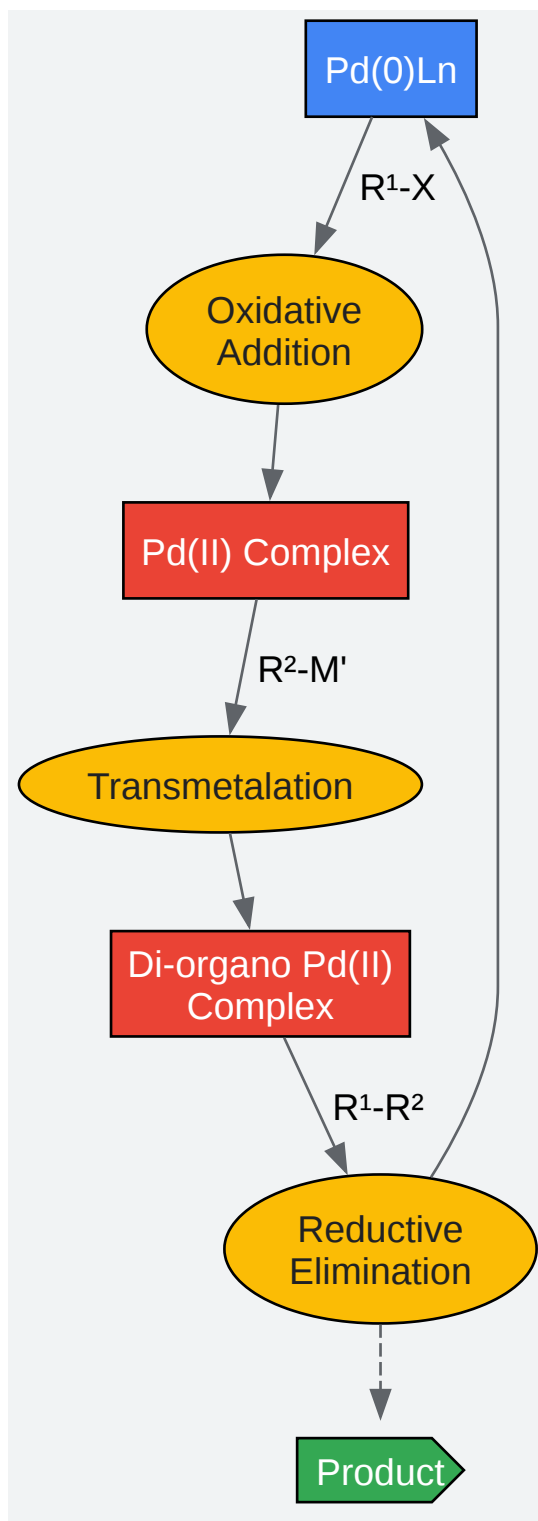 Pd(0)Ln
R¹-X
Oxidative
Addition
Pd(II) Complex
R²-M'
Transmetalation
Di-organo Pd(II)
Complex
R¹-R²
Reductive
Elimination
Product